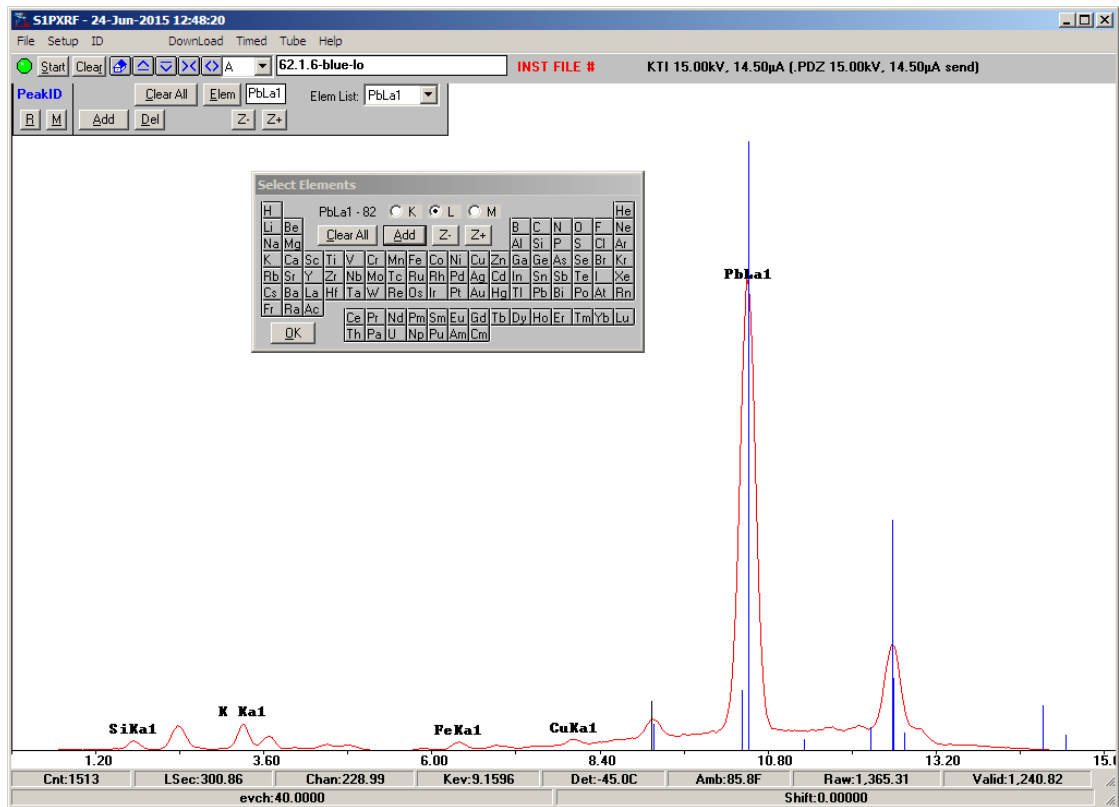 S1PXRF - 24-Jun-2015 12:48:20
File Setup ID DownLoad Timed Tube Help
Start Clear A 62.1.6-blue-lo INST FILE # KTI 15.00kV, 14.50µA (.PDZ 15.00kV, 14.50µA send)
PeakID Clear All Elem PbLa1 Elem List: PbLa1
R M Add Del Z- Z+
Select Elements
H PbLa1 - 82 K L M He
Li Be Clear All Add Z- Z+ B C N O F Ne
Na Mg Al Si P S Cl Ar
K Ca Sc Ti V Cr Mn Fe Co Ni Cu Zn Ga Ge As Se Br Kr
Rb Sr Y Zr Nb Mo Tc Ru Rh Pd Ag Cd In Sn Sb Te I Xe
Cs Ba La Hf Ta W Re Os Ir Pt Au Hg Tl Pb Bi Po At Rn
Fr Ra Ac Ce Pr Nd Pm Sm Eu Gd Tb Dy Ho Er Tm Yb Lu
OK Th Pa U Np Pu Am Cm
PbLa1
SiKa1 K Ka1 FeKa1 CuKa1
1.20 3.60 6.00 8.40 10.80 13.20 15.
Cnt:1513 LSec:300.86 Chan:228.99 Kev:9.1596 Det:-45.0C Amb:85.8F Raw:1,365.31 Valid:1,240.82
evch:40.0000 Shift:0.00000